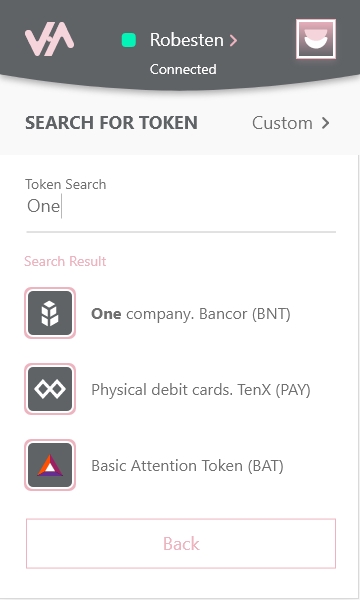 Robesten
Connected
SEARCH FOR TOKEN
Custom
Token Search
One
Search Result
One company. Bancor (BNT)
Physical debit cards. TenX (PAY)
Basic Attention Token (BAT)
Back